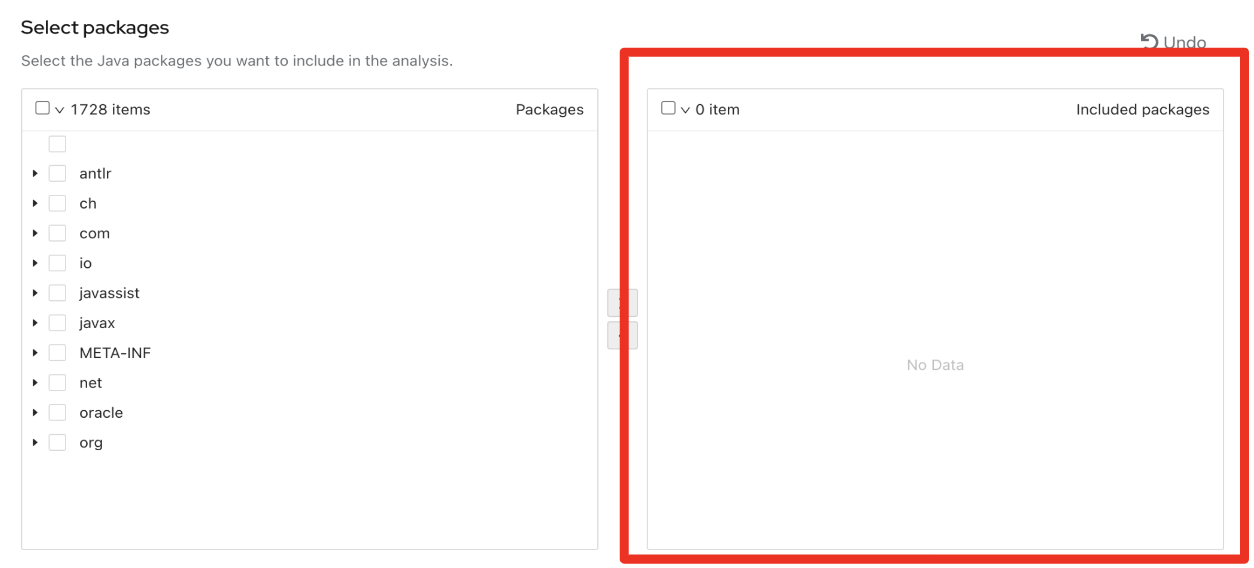 Select packages
Undo
Select the Java packages you want to include in the analysis.
1728 items Packages
antlr
ch
com
io
javassist
javax
META-INF
net
oracle
org
0 item Included packages
No Data